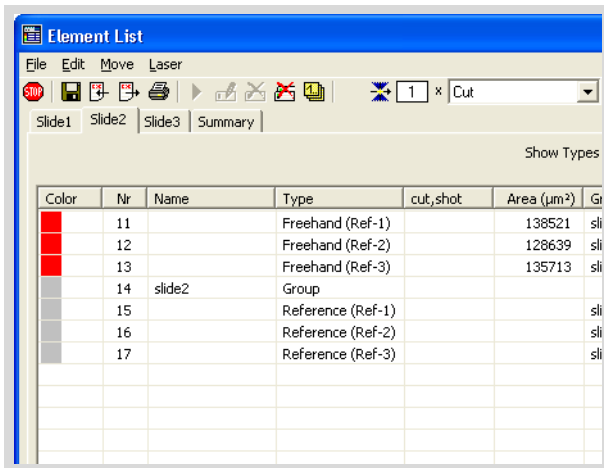 Element List
File Edit Move Laser
STOP 1 × Cut
Slide1 Slide2 Slide3 Summary
Show Types
Color Nr Name Type cut,shot Area (µm²)
11 Freehand (Ref-1) 138521 sli
12 Freehand (Ref-2) 128639 sli
13 Freehand (Ref-3) 135713 sli
14 slide2 Group
15 Reference (Ref-1) sli
16 Reference (Ref-2) sli
17 Reference (Ref-3) sli